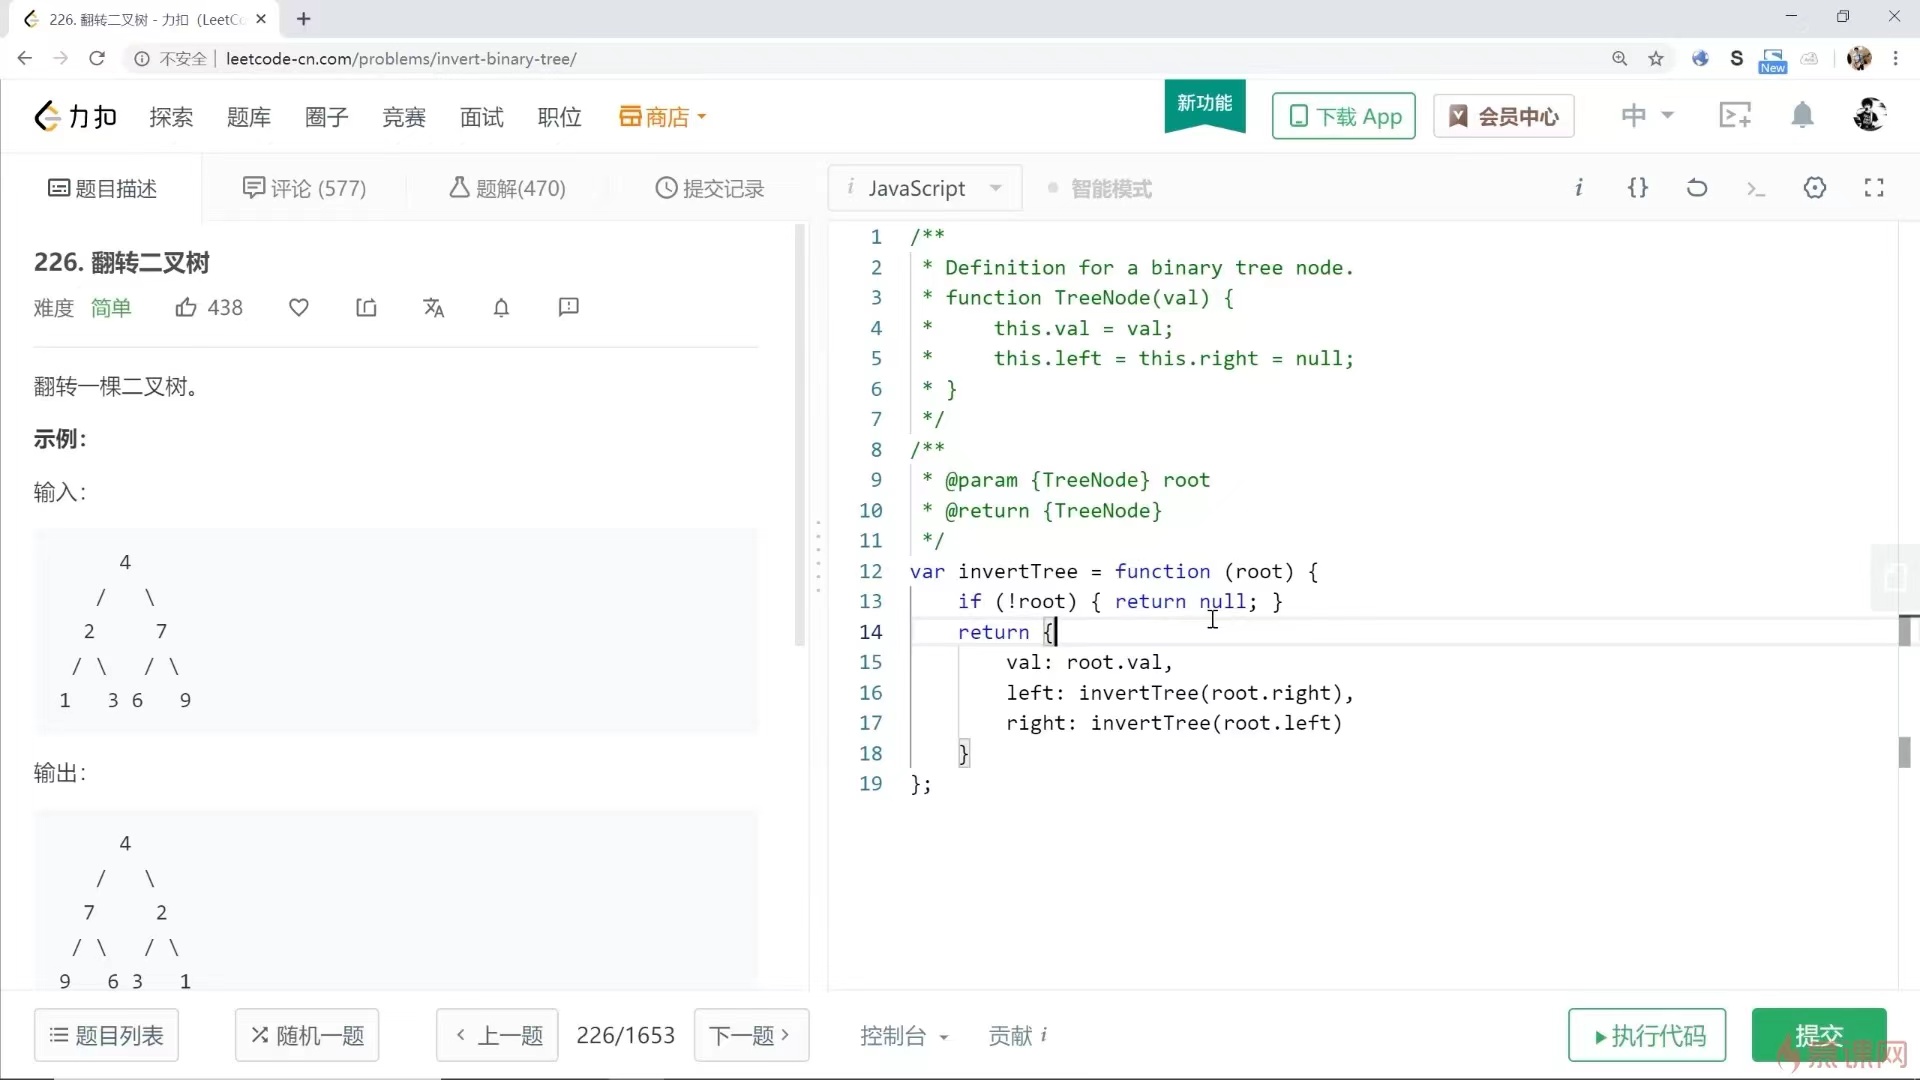 226. 翻转二叉树 - 力扣 (LeetCo
不安全 leetcode-cn.com/problems/invert-binary-tree/
S New
力扣 探索 题库 圈子 竞赛 面试 职位 商店 新功能 下载 App 会员中心 中
题目描述 评论 (577) 题解(470) 提交记录
i JavaScript 智能模式 i {} >_
226. 翻转二叉树
难度 简单 438
翻转一棵二叉树。
示例：
输入：
4
/ \
2 7
/ \ / \
1 3 6 9
输出：
4
/ \
7 2
/ \ / \
9 6 3 1
1 /**
2 * Definition for a binary tree node.
3 * function TreeNode(val) {
4 * this.val = val;
5 * this.left = this.right = null;
6 * }
7 */
8 /**
9 * @param {TreeNode} root
10 * @return {TreeNode}
11 */
12 var invertTree = function (root) {
13 if (!root) { return null; }
14 return {
15 val: root.val,
16 left: invertTree(root.right),
17 right: invertTree(root.left)
18 }
19 };
题目列表 随机一题 < 上一题 226/1653 下一题 > 控制台 贡献 i 执行代码 提交
慕课网